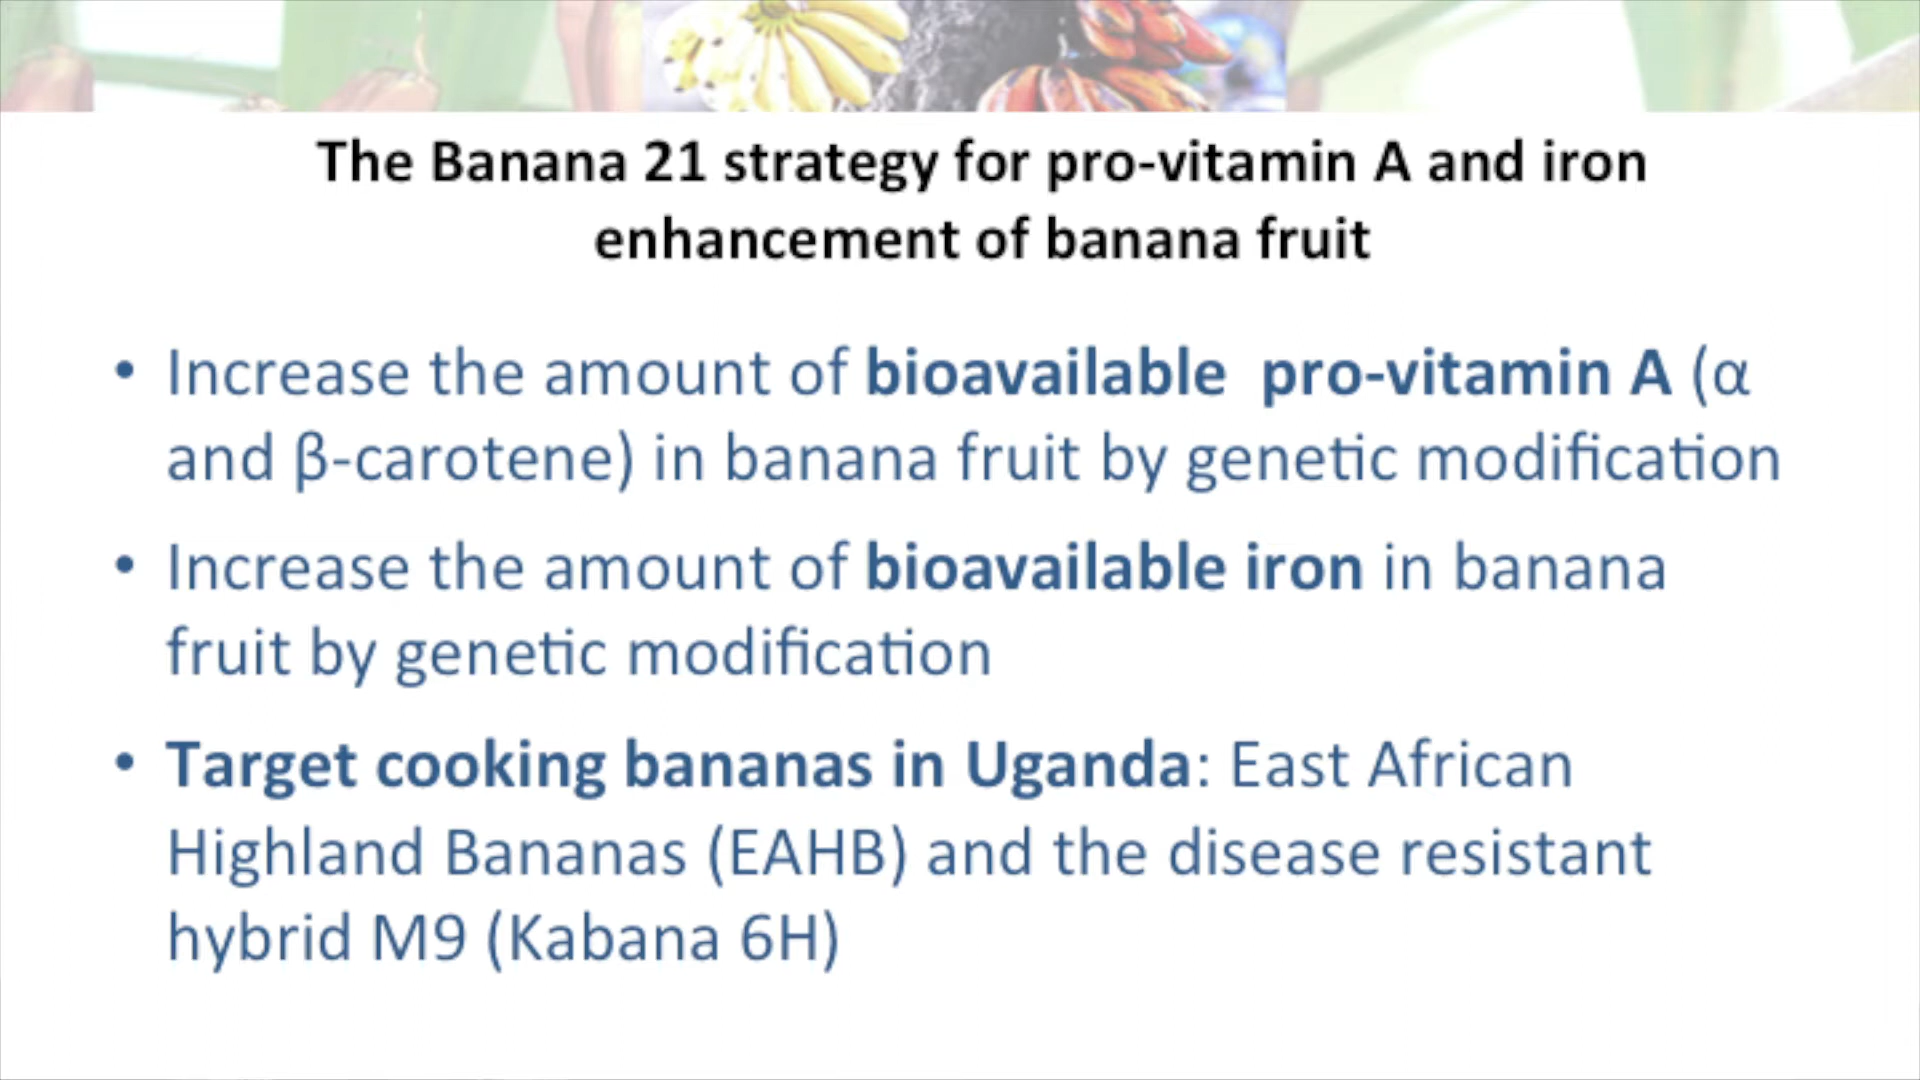 The Banana 21 strategy for pro-vitamin A and iron
enhancement of banana fruit
• Increase the amount of bioavailable  pro-vitamin A (α
and β-carotene) in banana fruit by genetic modification
• Increase the amount of bioavailable iron in banana
fruit by genetic modification
• Target cooking bananas in Uganda: East African
Highland Bananas (EAHB) and the disease resistant
hybrid M9 (Kabana 6H)